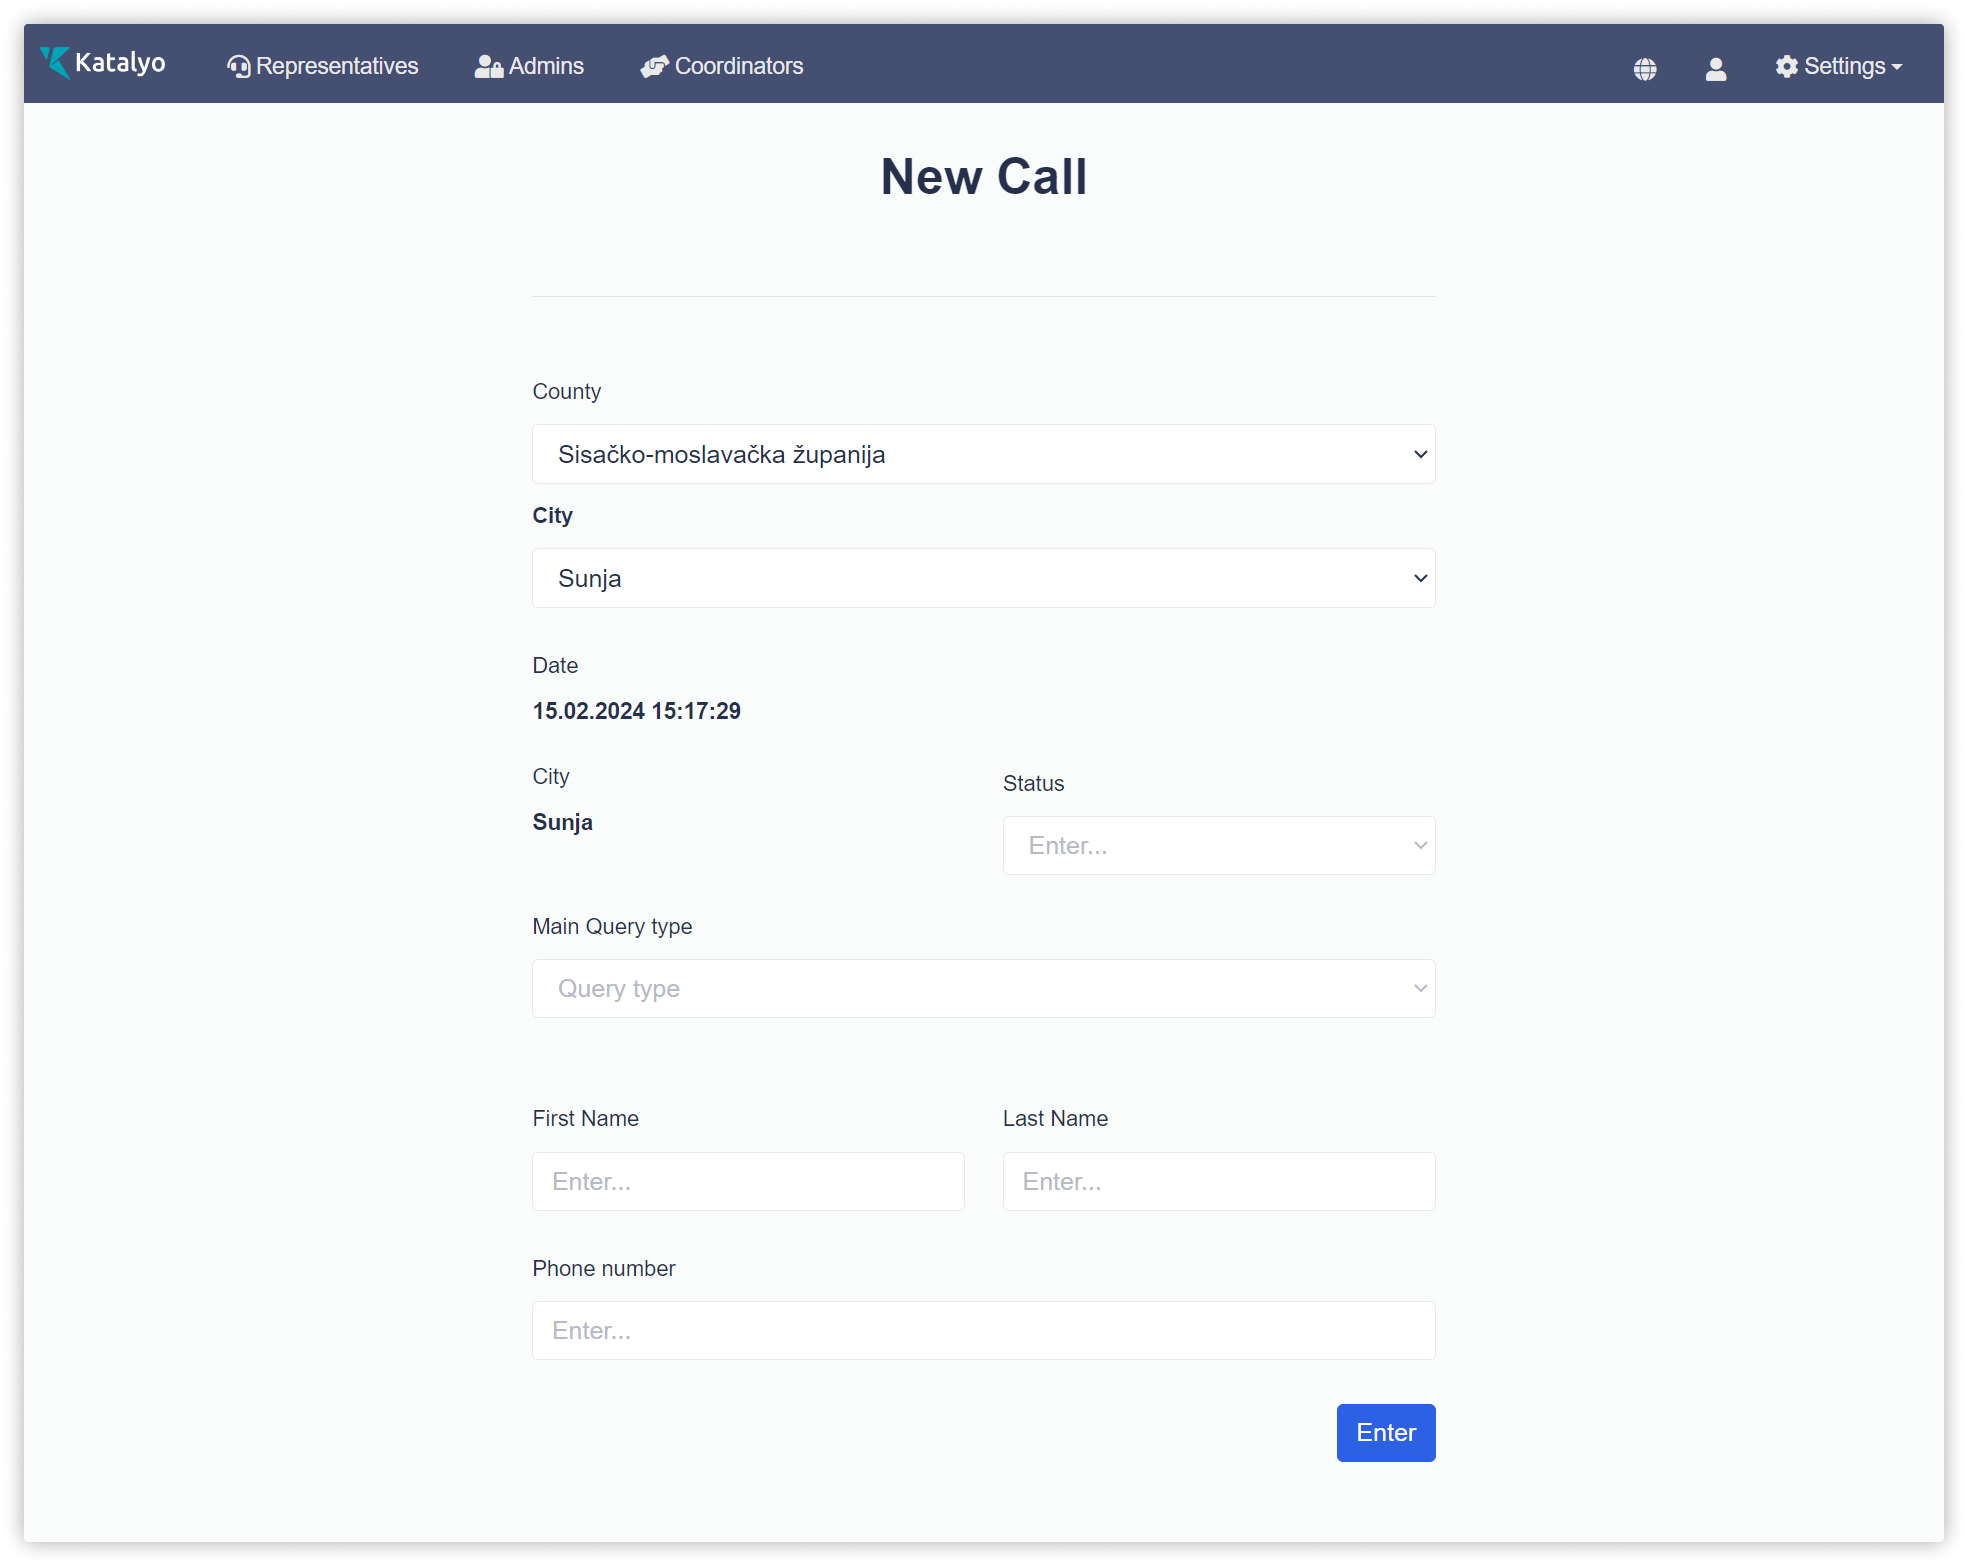 Katalyo Representatives Admins Coordinators Settings
New Call
County
Sisačko-moslavačka županija
City
Sunja
Date
15.02.2024 15:17:29
City
Sunja
Status
Enter...
Main Query type
Query type
First Name
Enter...
Last Name
Enter...
Phone number
Enter...
Enter